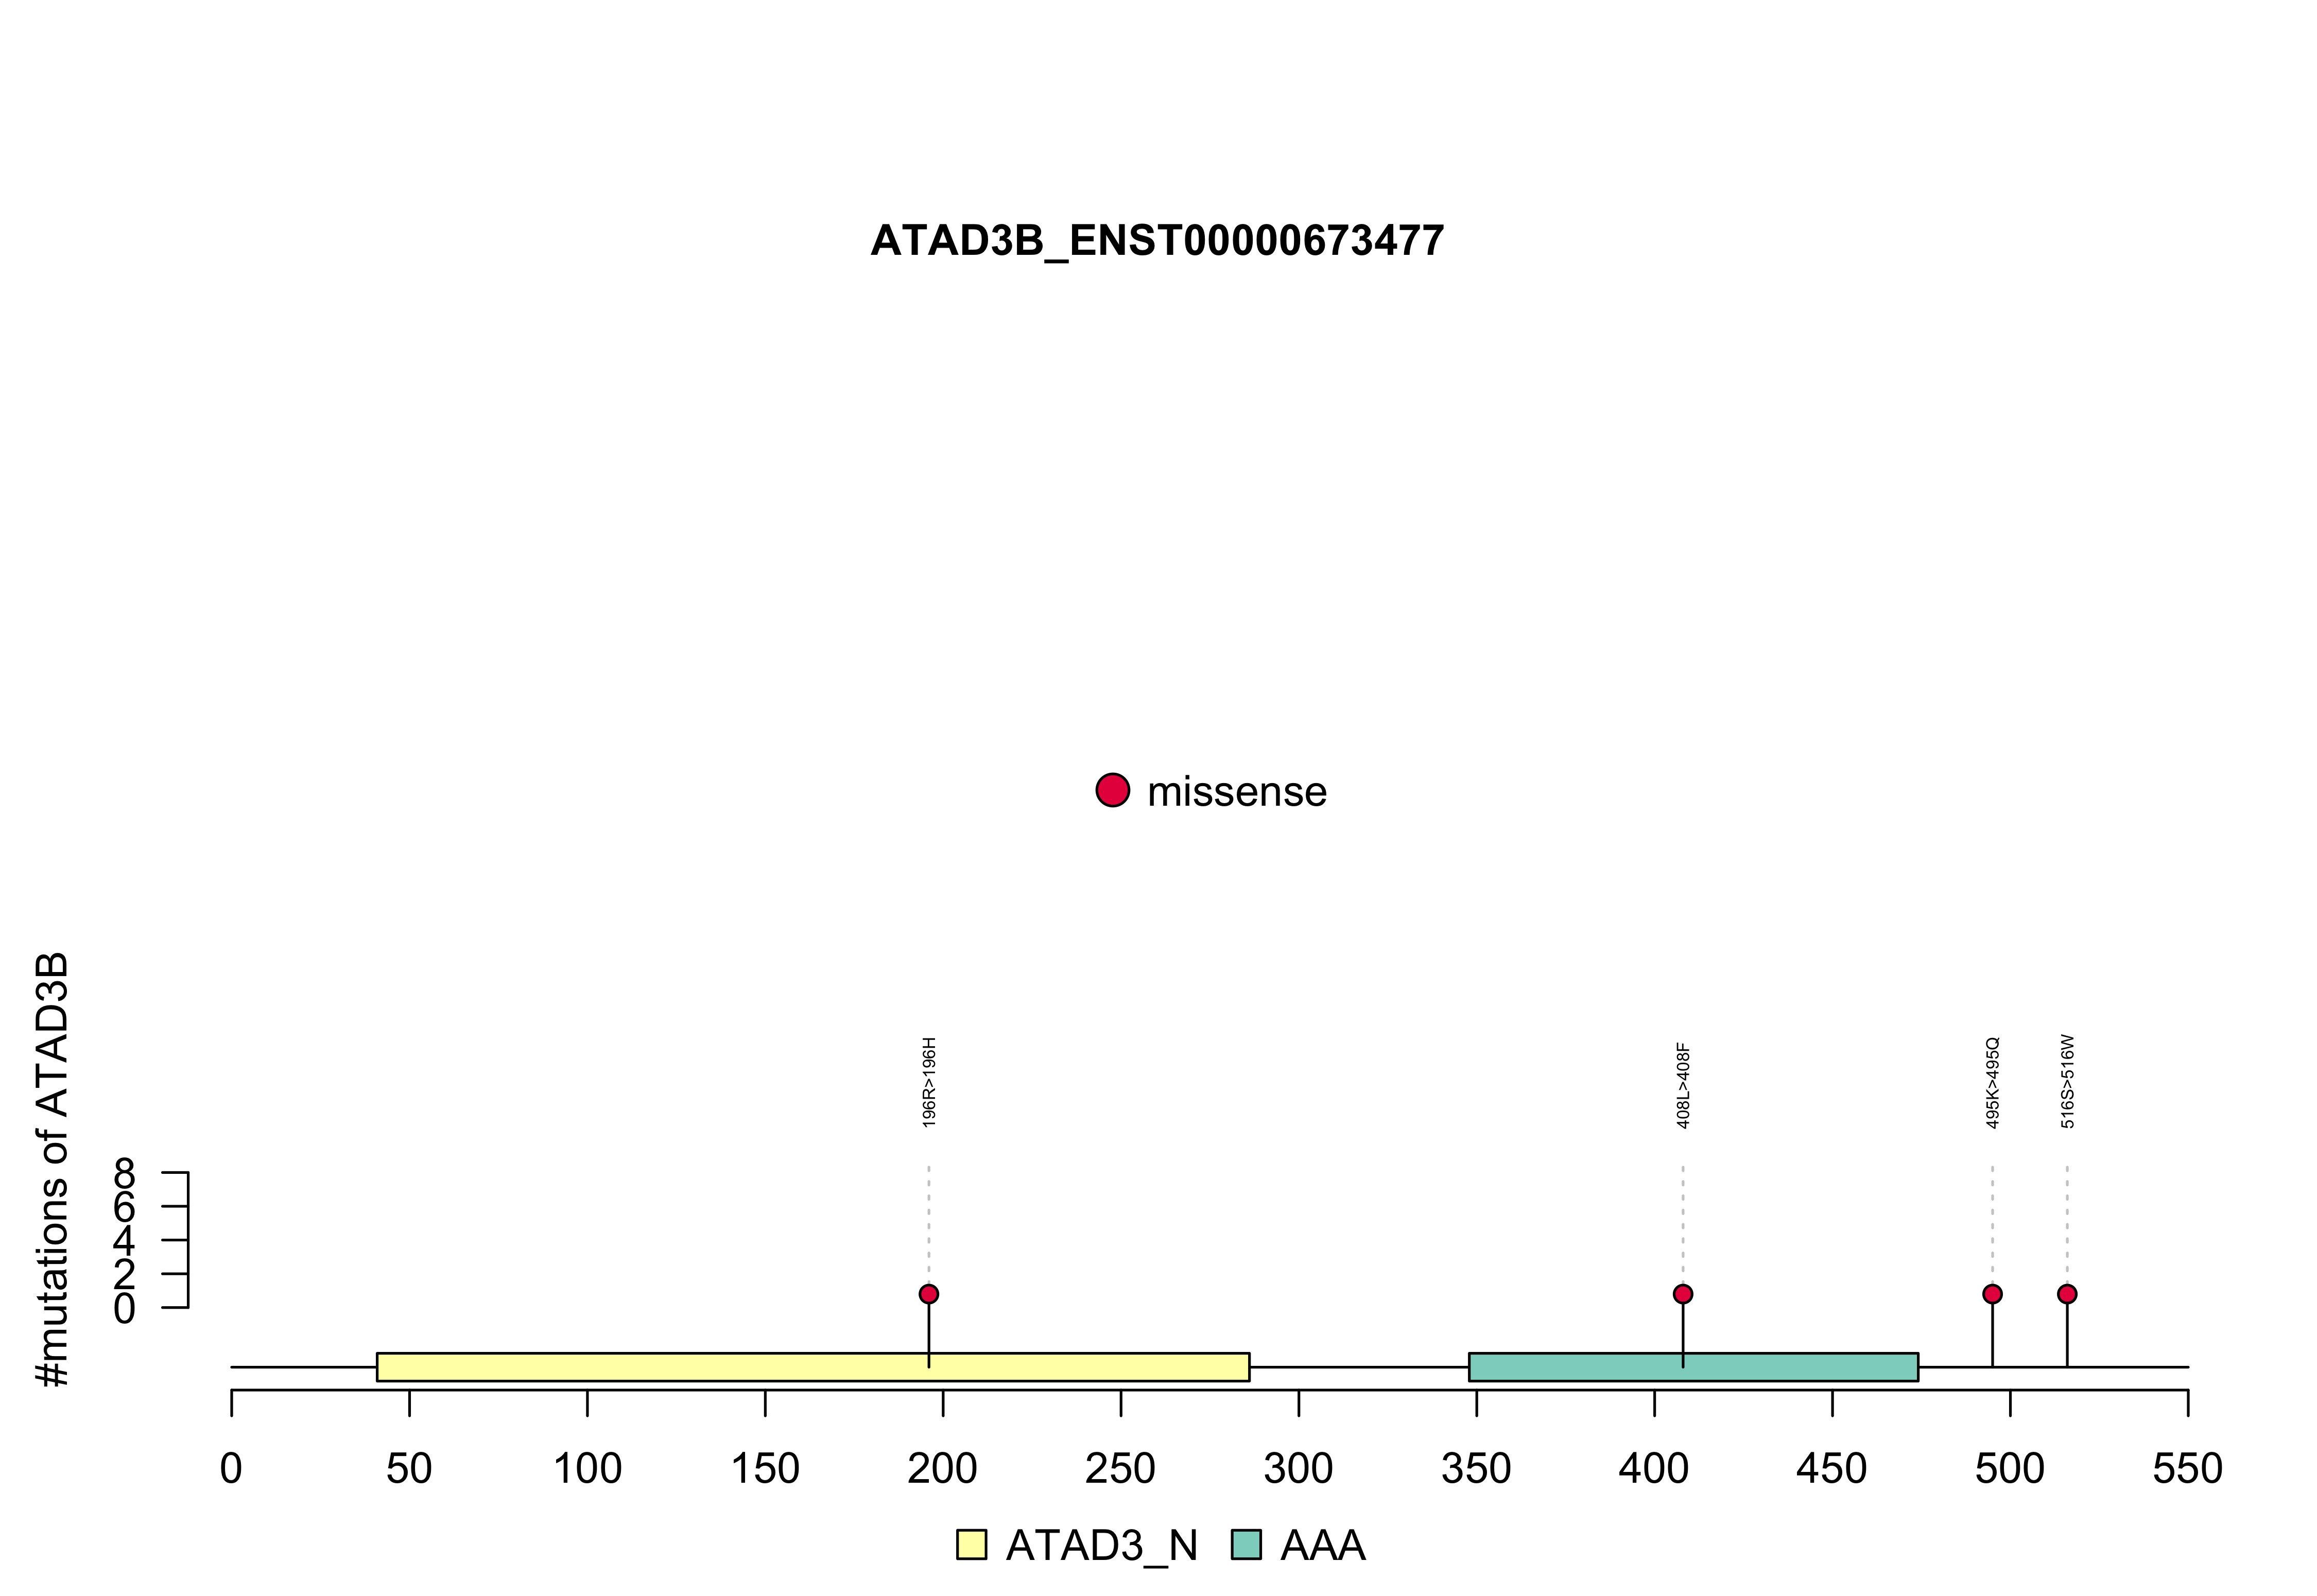 ATAD3B_ENST00000673477
missense
#mutations of ATAD3B
196R>196H
408L>408F
495K>495Q
516S>516W
8
6
4
2
0
0 50 100 150 200 250 300 350 400 450 500 550
ATAD3_N AAA